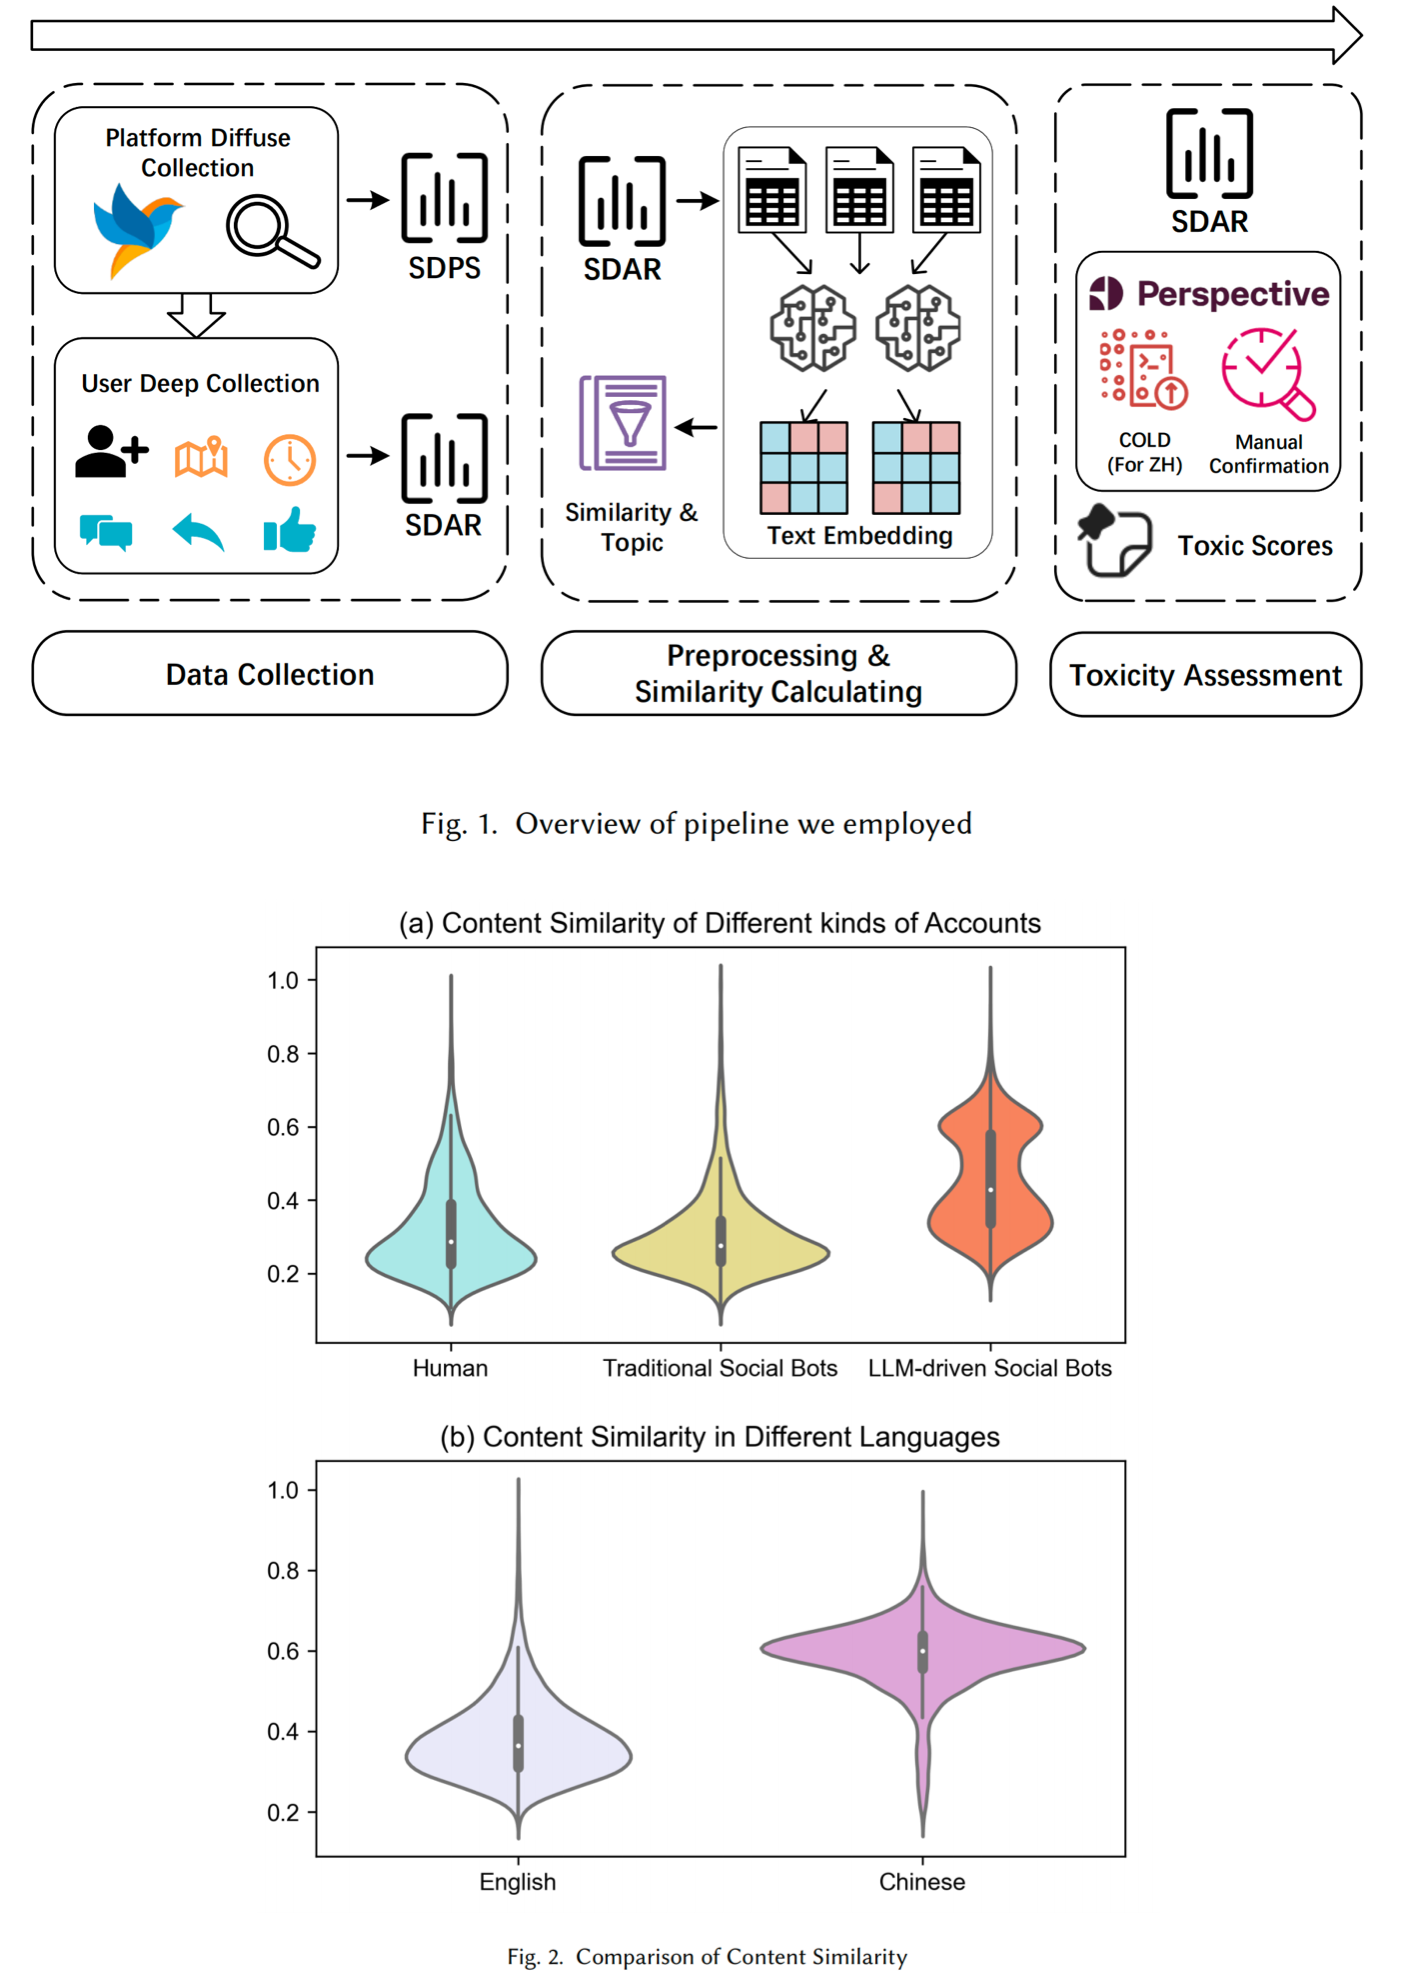 Platform Diffuse
Collection
SDPS
User Deep Collection
SDAR
Data Collection
SDAR
Similarity &
Topic
Text Embedding
Preprocessing &
Similarity Calculating
SDAR
Perspective
COLD
(For ZH)
Manual
Confirmation
Toxic Scores
Toxicity Assessment
Fig. 1. Overview of pipeline we employed
(a) Content Similarity of Different kinds of Accounts
1.0
0.8
0.6
0.4
0.2
Human
Traditional Social Bots
LLM-driven Social Bots
(b) Content Similarity in Different Languages
1.0
0.8
0.6
0.4
0.2
English
Chinese
Fig. 2. Comparison of Content Similarity